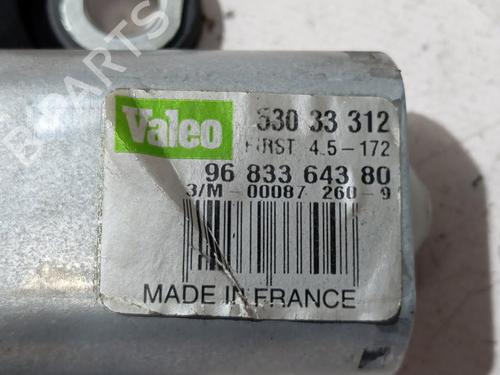 B-PARTS
Valeo 530 33 312
FIRST 4.5-172
96 833 643 80
3/M-00087 260-9
MADE IN FRANCE